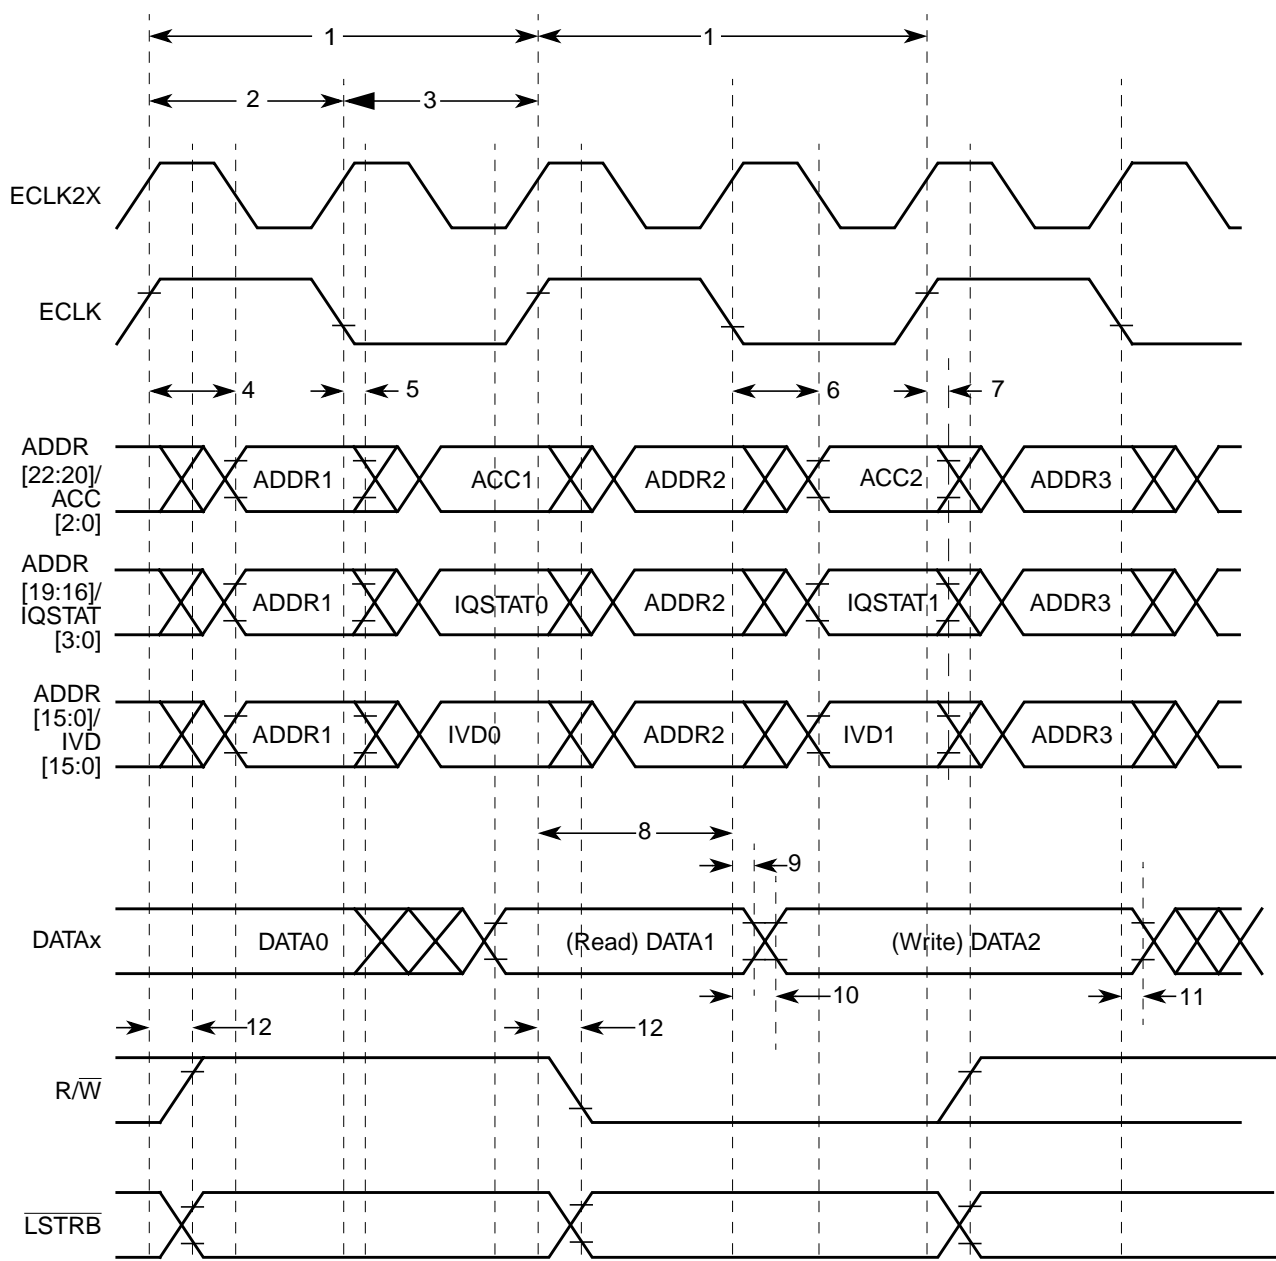 1 1
2 3
ECLK2X
ECLK
4 5 6 7
ADDR
[22:20]/
ACC
[2:0]
ADDR1 ACC1 ADDR2 ACC2 ADDR3
ADDR
[19:16]/
IQSTAT
[3:0]
ADDR1 IQSTAT0 ADDR2 IQSTAT1 ADDR3
ADDR
[15:0]/
IVD
[15:0]
ADDR1 IVD0 ADDR2 IVD1 ADDR3
8
9
DATAx DATA0 (Read) DATA1 (Write) DATA2
10 11
12 12
R/W̅
L̅S̅T̅R̅B̅